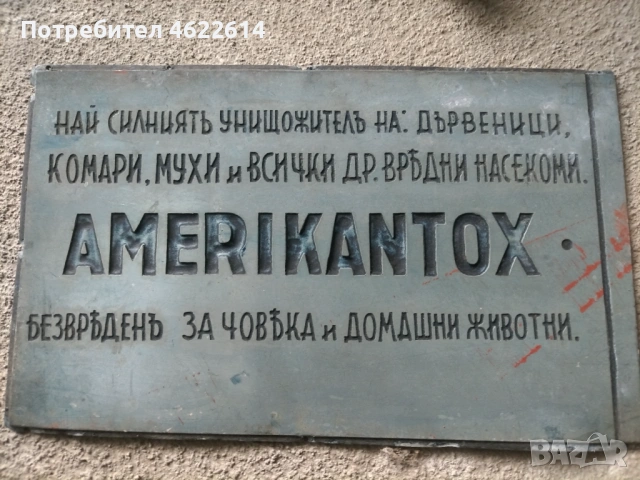 Потребител 4622614
НАЙ СИЛНИЯТЪ УНИЩОЖИТЕЛЪ НА: ДЪРВЕНИЦИ,
КОМАРИ, МУХИ и ВСИЧКИ ДР. ВРѢДНИ НАСЕКОМИ.
AMERIKANTOX
БЕЗВРѢДЕНЪ ЗА ЧОВѢКА и ДОМАШНИ ЖИВОТНИ.
BAZAR